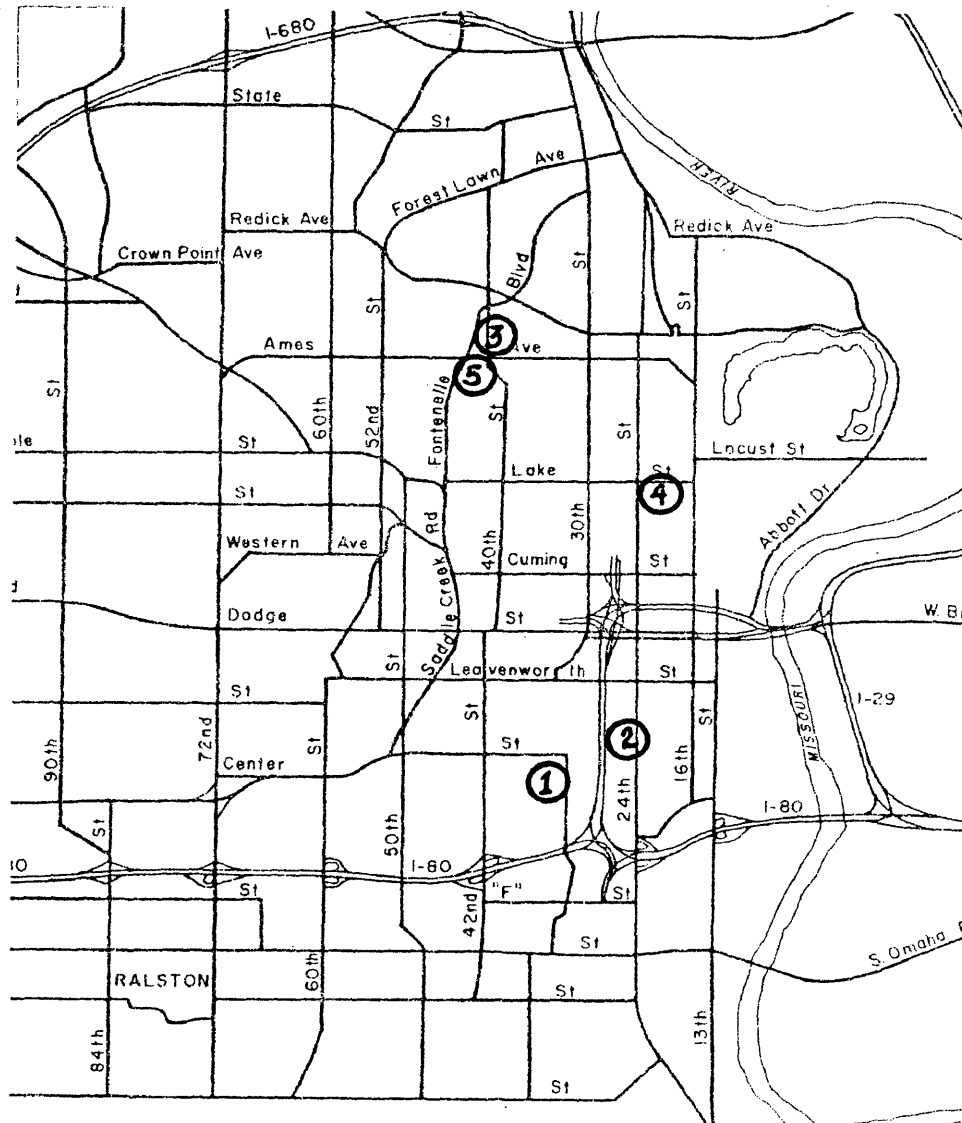 I-680
State
St
Ave
Forest Lawn
RIVER
Redick Ave
Redick Ave
Crown Point Ave
Blvd
St
St
St
3
Ames
Ave
5
St
Fontenelle
St
60th
52nd
St
St
Locust St
Lake
St
4
St
Rd
40th
30th
Abbott Dr
Western Ave
Cuming
St
Saddle Creek
Dodge
St
W. B
St
Leavenworth
St
St
I-29
St
St
St
MISSOURI
72nd
90th
Center
St
2
1
16th
24th
I-80
St
50th
I-80
St
"F"
St
42nd
St
S. Omaha
60th
RALSTON
St
13th
84th
St